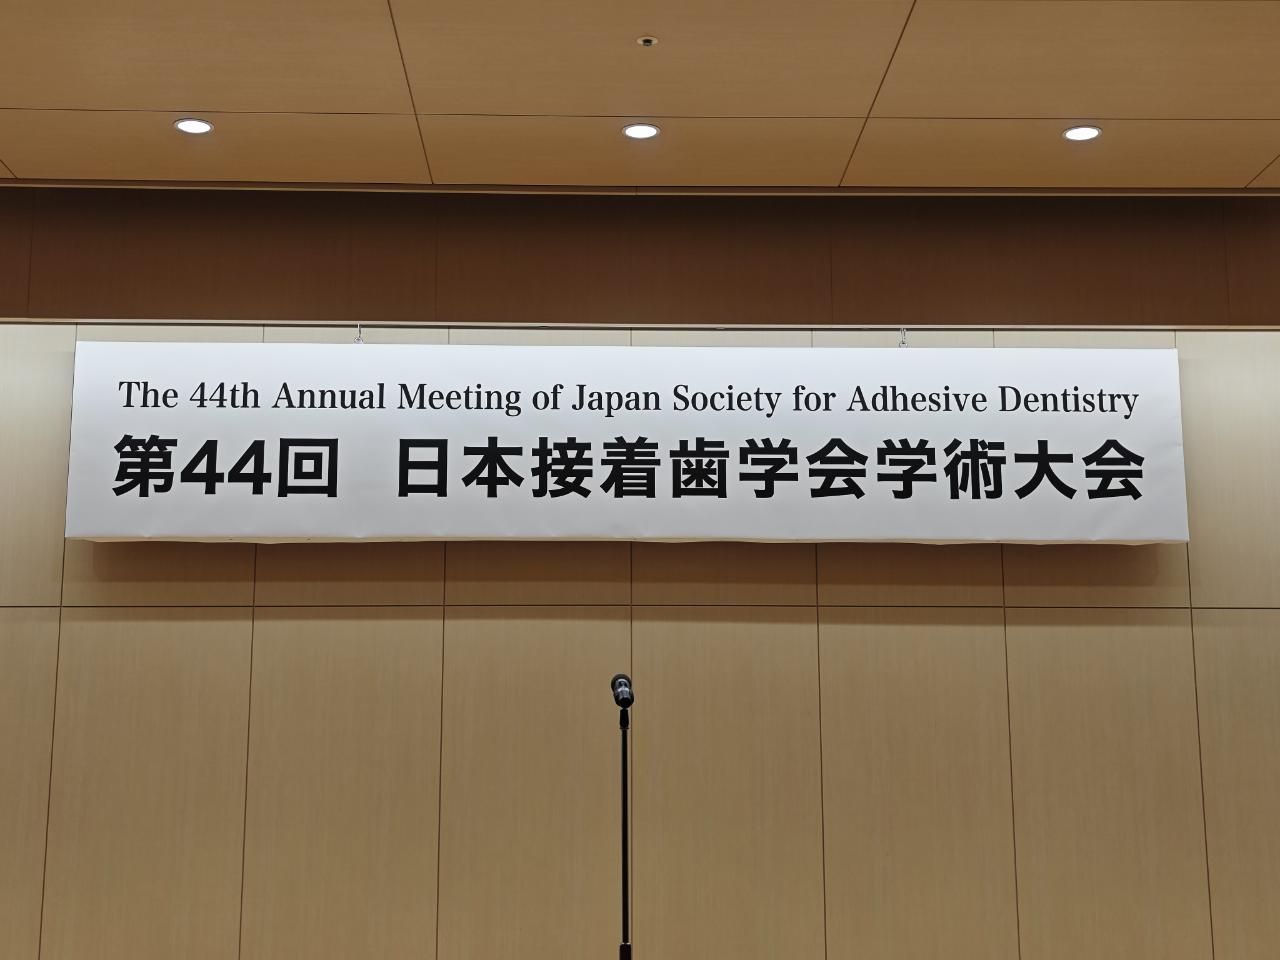 The 44th Annual Meeting of Japan Society for Adhesive Dentistry
第44回 日本接着歯学会学術大会